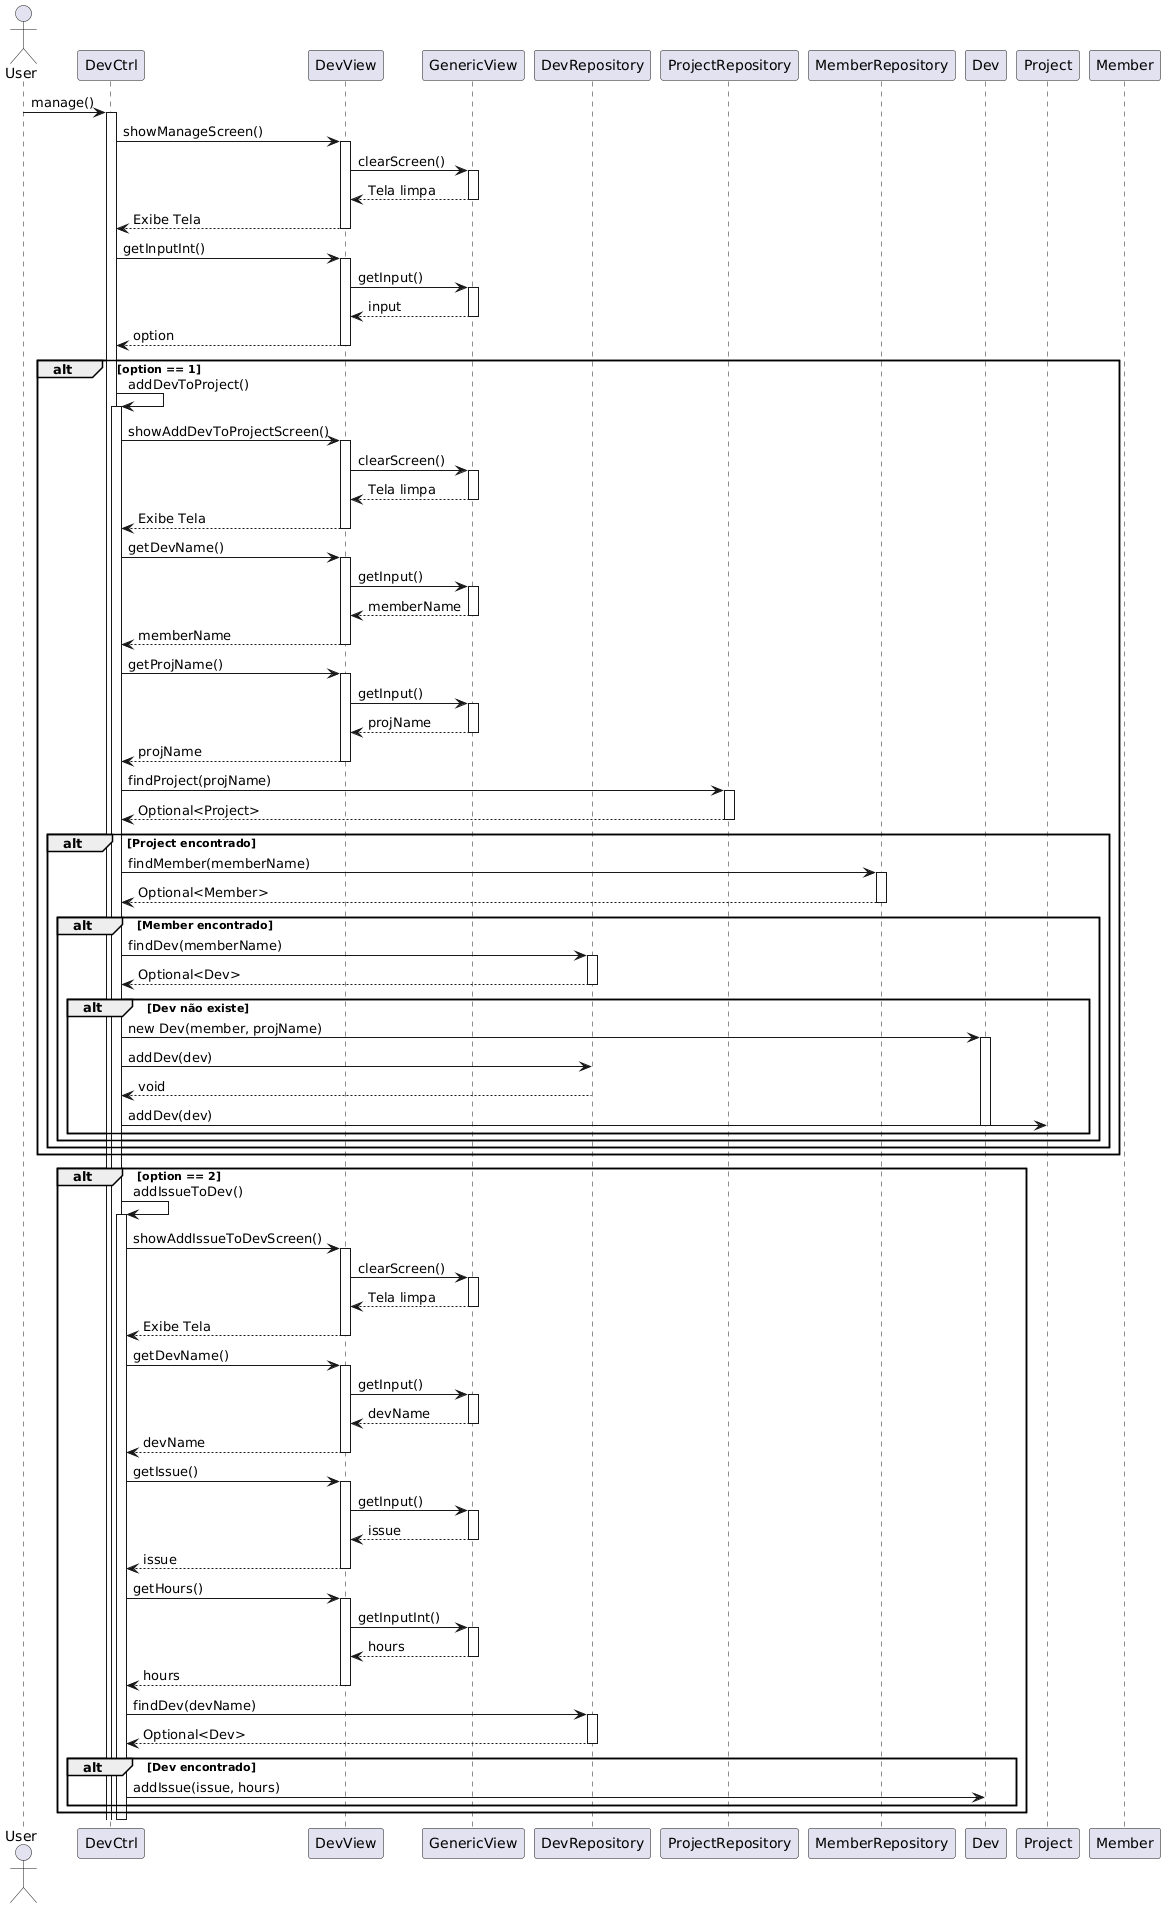 User
DevCtrl
DevView
GenericView
DevRepository
ProjectRepository
MemberRepository
Dev
Project
Member
manage()
showManageScreen()
clearScreen()
Tela limpa
Exibe Tela
getInputInt()
getInput()
input
option
alt
[option == 1]
addDevToProject()
showAddDevToProjectScreen()
clearScreen()
Tela limpa
Exibe Tela
getDevName()
getInput()
memberName
memberName
getProjName()
getInput()
projName
projName
findProject(projName)
Optional<Project>
alt
[Project encontrado]
findMember(memberName)
Optional<Member>
alt
[Member encontrado]
findDev(memberName)
Optional<Dev>
alt
[Dev não existe]
new Dev(member, projName)
addDev(dev)
void
addDev(dev)
alt
[option == 2]
addIssueToDev()
showAddIssueToDevScreen()
clearScreen()
Tela limpa
Exibe Tela
getDevName()
getInput()
devName
devName
getIssue()
getInput()
issue
issue
getHours()
getInputInt()
hours
hours
findDev(devName)
Optional<Dev>
alt
[Dev encontrado]
addIssue(issue, hours)
User
DevCtrl
DevView
GenericView
DevRepository
ProjectRepository
MemberRepository
Dev
Project
Member